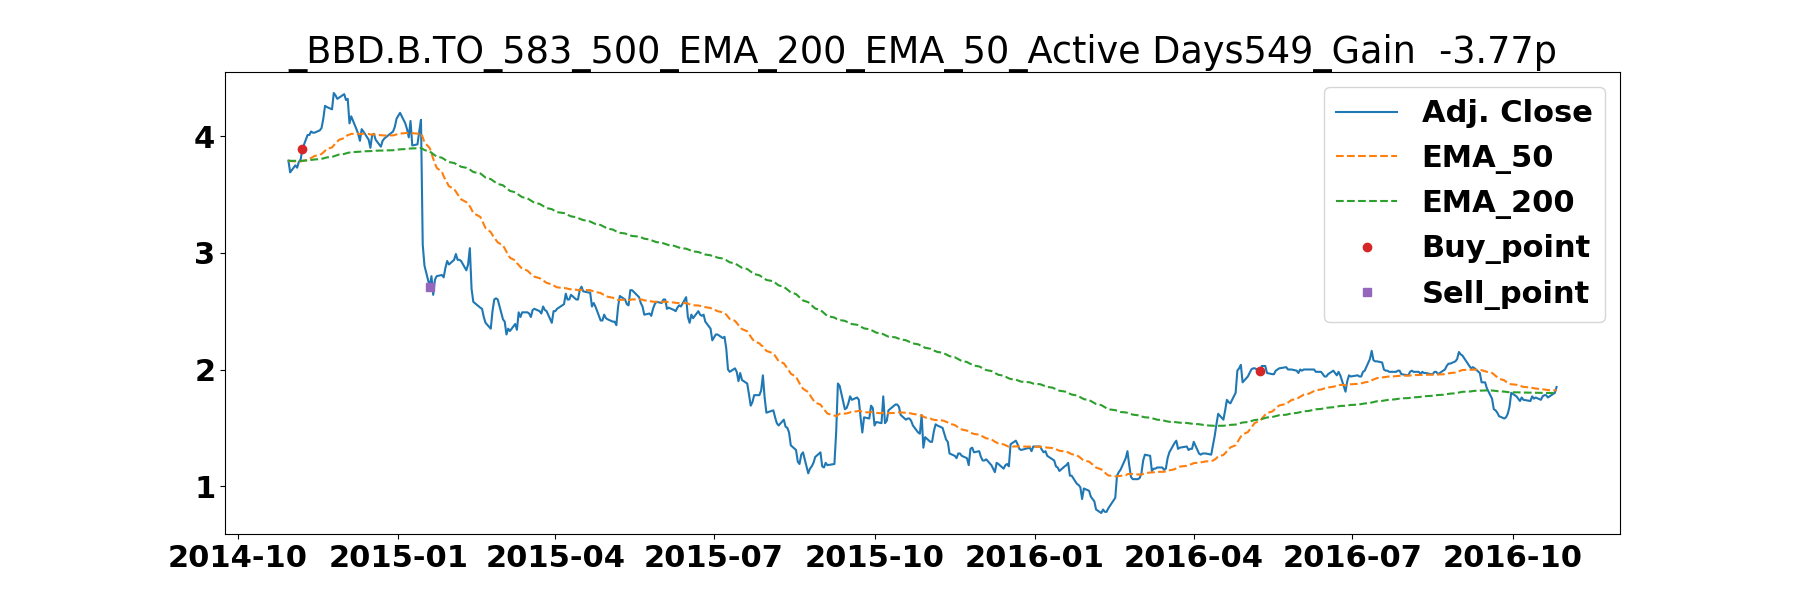 _BBD.B.TO_583_500_EMA_200_EMA_50_Active Days549_Gain  -3.77p
Adj. Close
EMA_50
EMA_200
Buy_point
Sell_point
4
3
2
1
2014-10 2015-01 2015-04 2015-07 2015-10 2016-01 2016-04 2016-07 2016-10